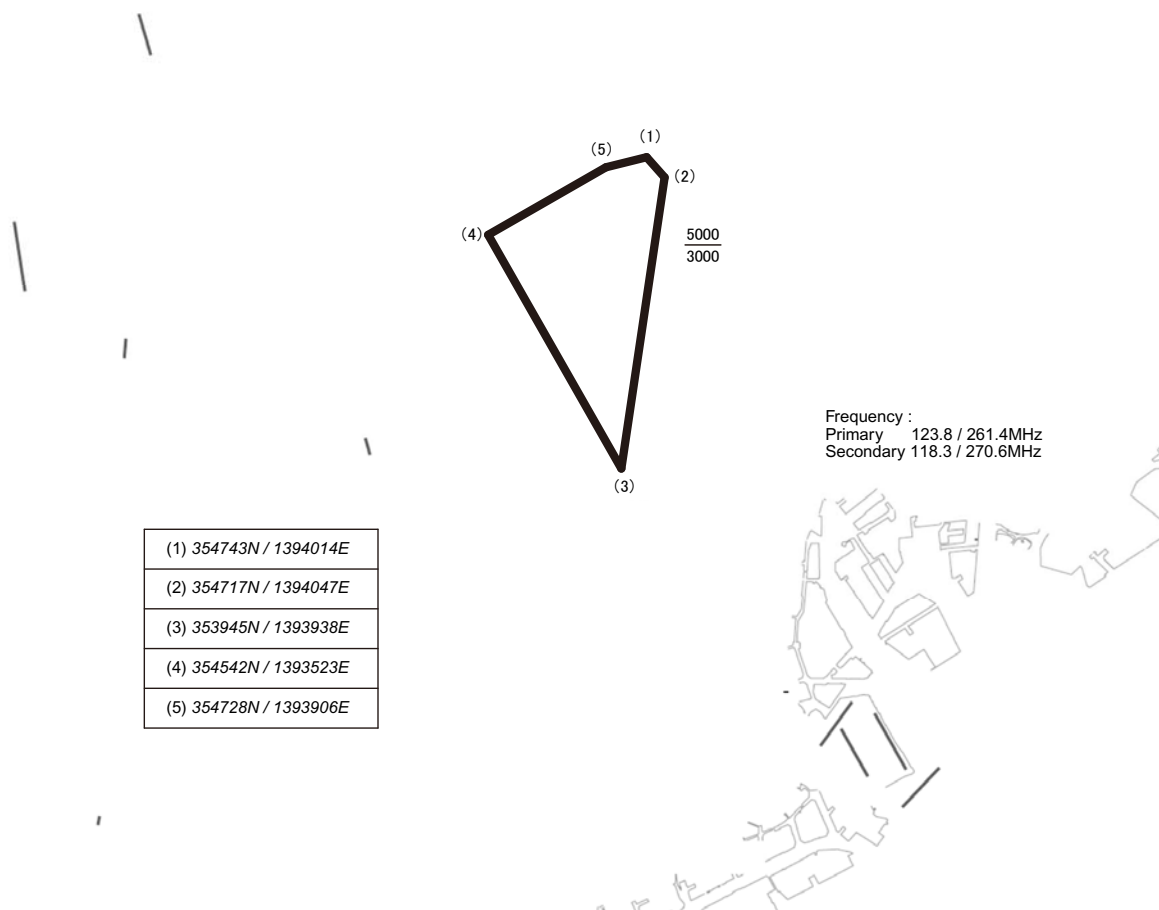 (1)
(5)
(2)
(4)
5000
3000
(3)
Frequency :
Primary 123.8 / 261.4MHz
Secondary 118.3 / 270.6MHz
(1) 354743N / 1394014E
(2) 354717N / 1394047E
(3) 353945N / 1393938E
(4) 354542N / 1393523E
(5) 354728N / 1393906E